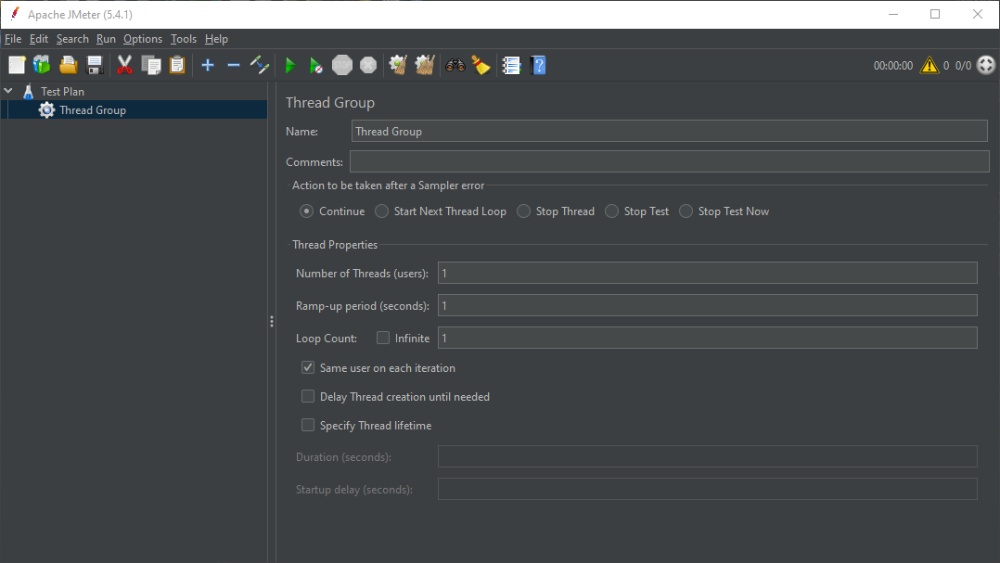 Apache JMeter (5.4.1)
File Edit Search Run Options Tools Help
STOP 00:00:00 0 0/0
Test Plan
Thread Group
Thread Group
Name: Thread Group
Comments:
Action to be taken after a Sampler error
Continue Start Next Thread Loop Stop Thread Stop Test Stop Test Now
Thread Properties
Number of Threads (users): 1
Ramp-up period (seconds): 1
Loop Count: Infinite 1
Same user on each iteration
Delay Thread creation until needed
Specify Thread lifetime
Duration (seconds):
Startup delay (seconds):